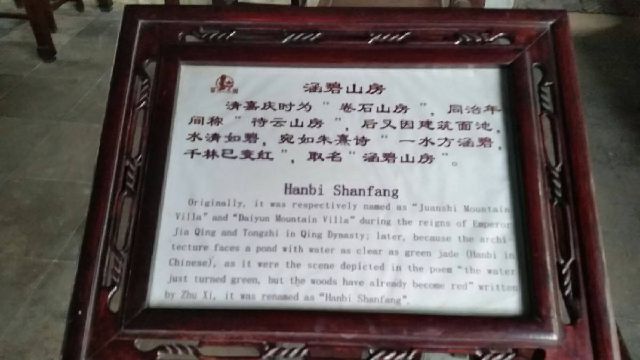 涵碧山房
清嘉庆时为“卷石山房”，同治年
间称“待云山房”，后又因建筑面池，
水清如碧，宛如朱熹诗“一水方涵碧，
千林已变红”，取名“涵碧山房”。
Hanbi Shanfang
Originally, it was respectively named as "Juanshi Mountain
Villa" and "Daiyun Mountain Villa" during the reigns of Emperor
Jia Qing and Tongzhi in Qing Dynasty; later, because the archi-
tecture faces a pond with water as clear as green jade (Hanbi in
Chinese), as it were the scene depicted in the poem "the water
just turned green, but the woods have already become red" written
by Zhu Xi, it was renamed as "Hanbi Shanfang".